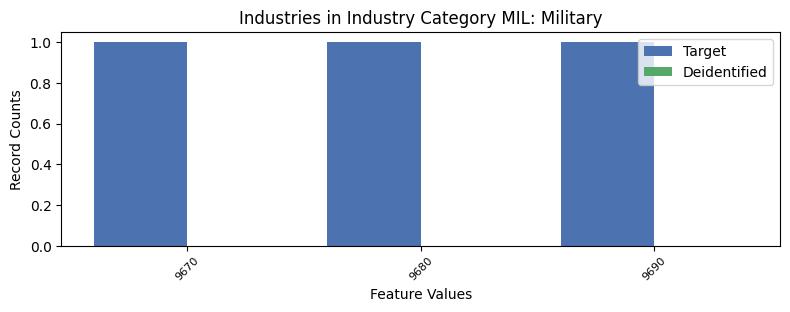 Industries in Industry Category MIL: Military
Target
Deidentified
Record Counts
1.0
0.8
0.6
0.4
0.2
0.0
9670
9680
9690
Feature Values